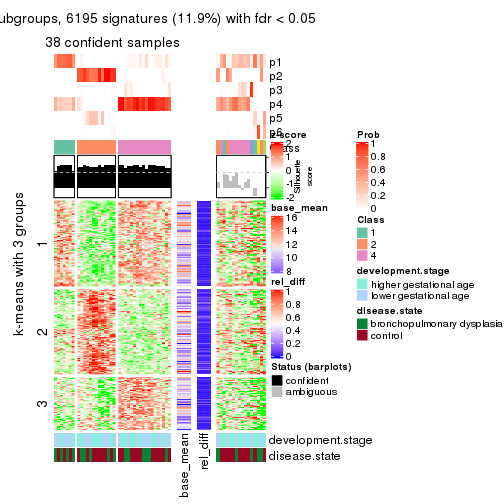 ubgroups, 6195 signatures (11.9%) with fdr < 0.05
38 confident samples
p1
p2
p3
p4
p5
p6
Class
Silhouette
score
k-means with 3 groups
1
2
3
development.stage
disease.state
base_mean
rel_diff
z-score
2
1
0
-1
-2
base_mean
16
14
12
10
8
rel_diff
1
0.8
0.6
0.4
0.2
0
Status (barplots)
confident
ambiguous
Prob
1
0.8
0.6
0.4
0.2
0
Class
1
2
4
development.stage
higher gestational age
lower gestational age
disease.state
bronchopulmonary dysplasia
control